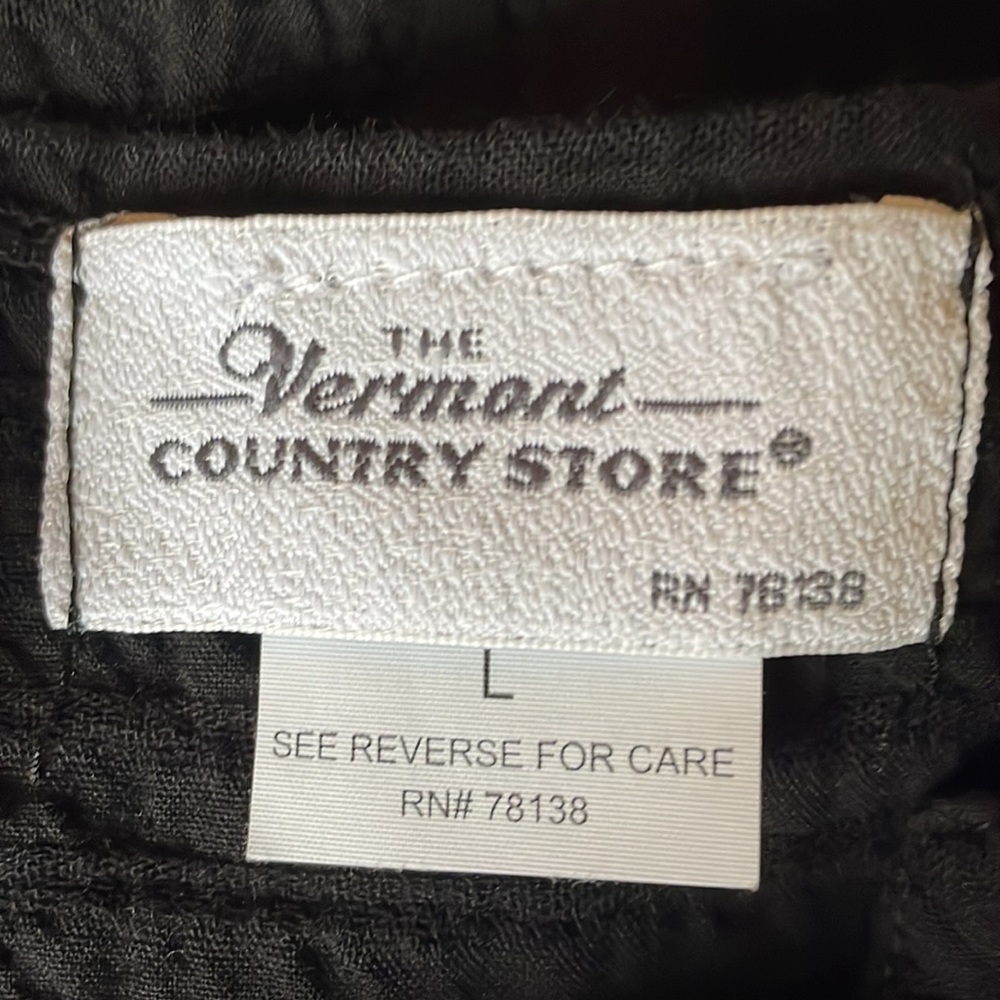 THE
Vermont
COUNTRY STORE®
RN 78138
L
SEE REVERSE FOR CARE
RN# 78138